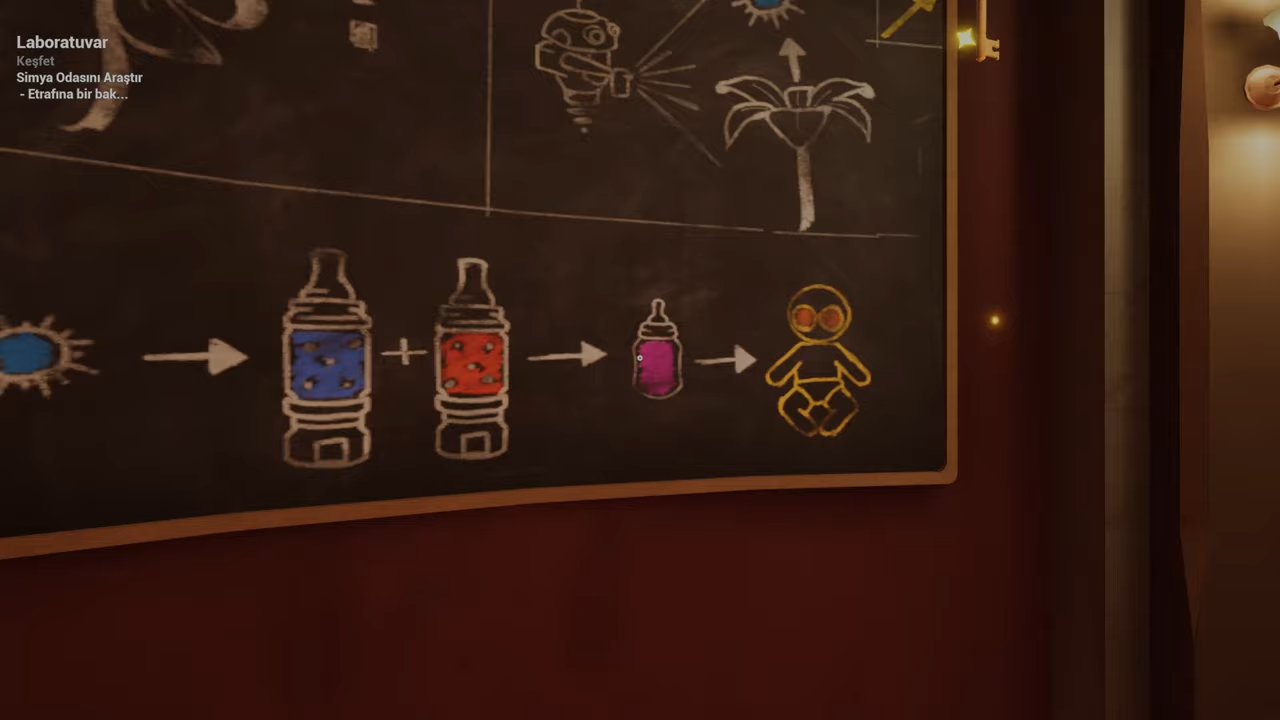 Laboratuvar
Keşfet
Simya Odasını Araştır
- Etrafına bir bak...